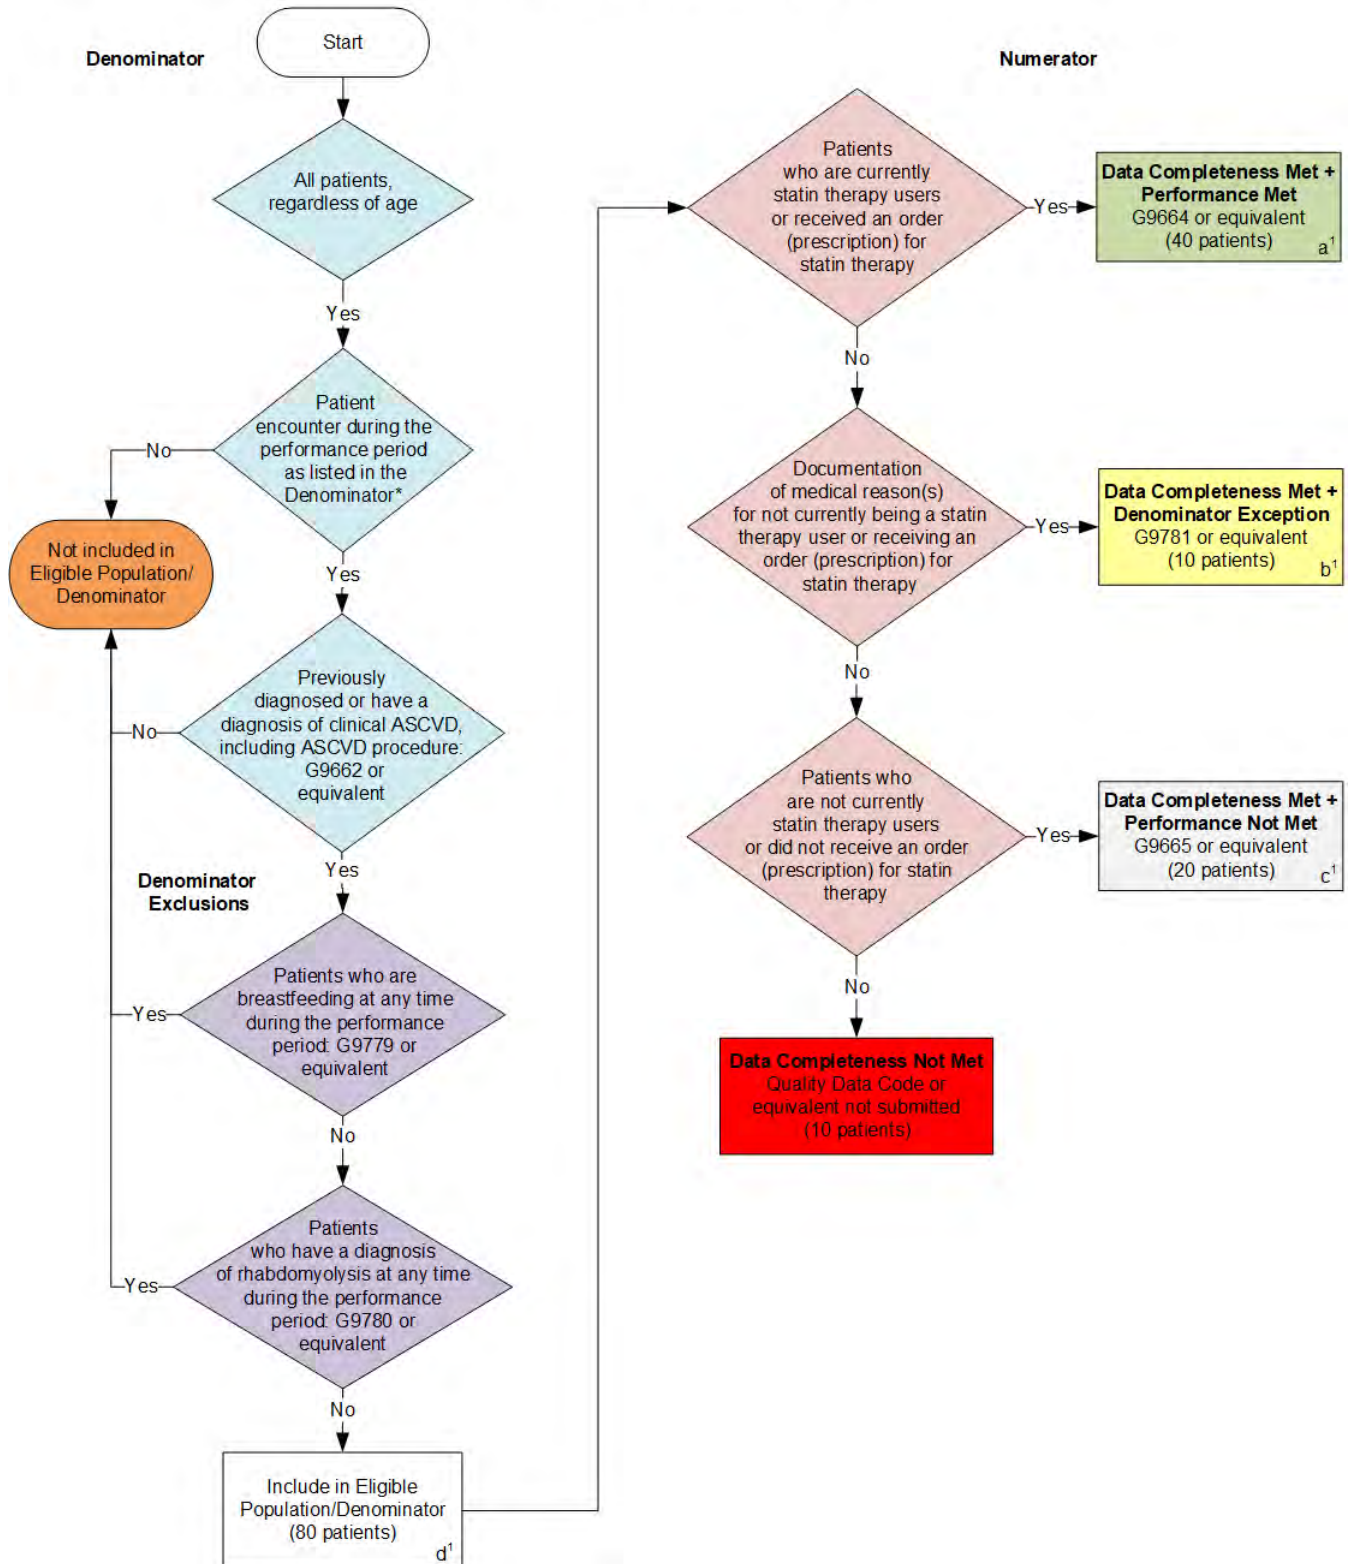 Start
Denominator
All patients,
regardless of age
Yes
Patient
encounter during the
performance period
as listed in the
Denominator*
No
Not included in
Eligible Population/
Denominator
Yes
Previously
diagnosed or have a
diagnosis of clinical ASCVD,
including ASCVD procedure:
G9662 or
equivalent
No
Yes
Denominator
Exclusions
Patients who are
breastfeeding at any time
during the performance
period: G9779 or
equivalent
Yes
No
Patients
who have a diagnosis
of rhabdomyolysis at any time
during the performance
period: G9780 or
equivalent
Yes
No
Include in Eligible
Population/Denominator
(80 patients)
d¹
Numerator
Patients
who are currently
statin therapy users
or received an order
(prescription) for
statin therapy
Yes
Data Completeness Met +
Performance Met
G9664 or equivalent
(40 patients)
a¹
No
Documentation
of medical reason(s)
for not currently being a statin
therapy user or receiving an
order (prescription) for
statin therapy
Yes
Data Completeness Met +
Denominator Exception
G9781 or equivalent
(10 patients)
b¹
No
Patients who
are not currently
statin therapy users
or did not receive an order
(prescription) for statin
therapy
Yes
Data Completeness Met +
Performance Not Met
G9665 or equivalent
(20 patients)
c¹
No
Data Completeness Not Met
Quality Data Code or
equivalent not submitted
(10 patients)